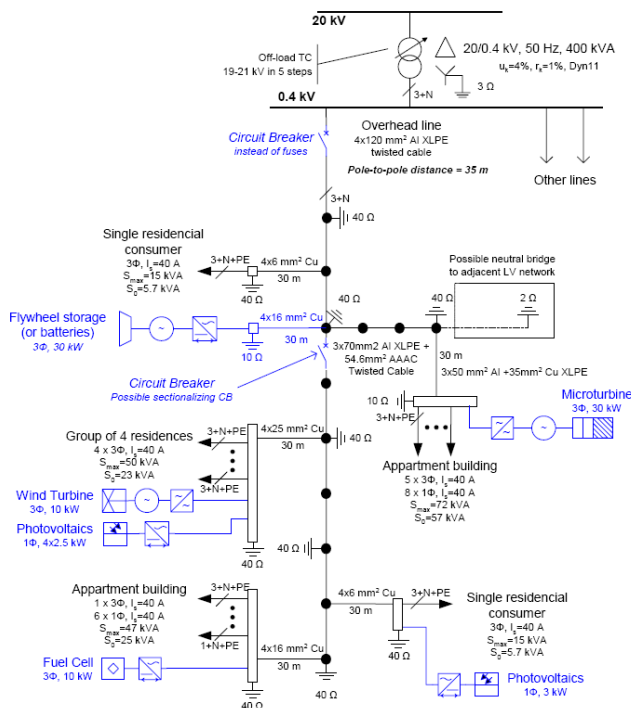 20 kV
Off-load TC
19-21 kV in 5 steps
20/0.4 kV, 50 Hz, 400 kVA
uk=4%, rk=1%, Dyn11
3 Ω
3+N
0.4 kV
Circuit Breaker
instead of fuses
Overhead line
4x120 mm2 Al XLPE
twisted cable
Pole-to-pole distance = 35 m
Other lines
3+N
40 Ω
Single residencial
consumer
3Φ, Is=40 A
Smax=15 kVA
S0=5.7 kVA
3+N+PE
4x6 mm2 Cu
30 m
40 Ω
Possible neutral bridge
to adjacent LV network
40 Ω
40 Ω
2 Ω
Flywheel storage
(or batteries)
3Φ, 30 kW
4x16 mm2 Cu
30 m
10 Ω
3x70mm2 Al XLPE +
54.6mm2 AAAC
Twisted Cable
30 m
3x50 mm2 Al +35mm2 Cu XLPE
Circuit Breaker
Possible sectionalizing CB
10 Ω
3+N+PE
Microturbine
3Φ, 30 kW
Appartment building
5 x 3Φ, Is=40 A
8 x 1Φ, Is=40 A
Smax=72 kVA
S0=57 kVA
Group of 4 residences
4 x 3Φ, Is=40 A
Smax=50 kVA
S0=23 kVA
3+N+PE
3+N+PE
4x25 mm2 Cu
30 m
40 Ω
Wind Turbine
3Φ, 10 kW
Photovoltaics
1Φ, 4x2.5 kW
40 Ω
40 Ω
Appartment building
1 x 3Φ, Is=40 A
6 x 1Φ, Is=40 A
Smax=47 kVA
S0=25 kVA
3+N+PE
1+N+PE
4x16 mm2 Cu
30 m
40 Ω
40 Ω
Fuel Cell
3Φ, 10 kW
4x6 mm2 Cu
30 m
3+N+PE
40 Ω
Single residencial
consumer
3Φ, Is=40 A
Smax=15 kVA
S0=5.7 kVA
Photovoltaics
1Φ, 3 kW